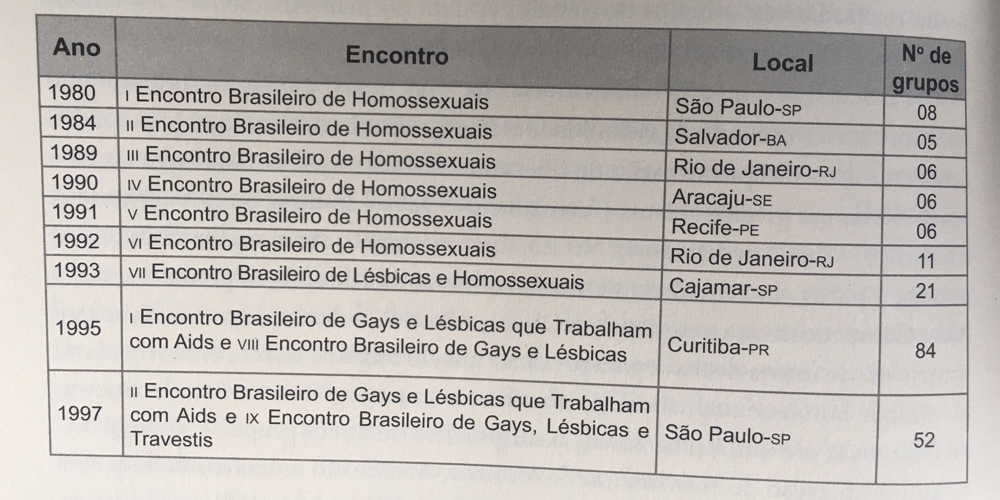 Ano Encontro Local Nº de grupos
1980 I Encontro Brasileiro de Homossexuais São Paulo-SP 08
1984 II Encontro Brasileiro de Homossexuais Salvador-BA 05
1989 III Encontro Brasileiro de Homossexuais Rio de Janeiro-RJ 06
1990 IV Encontro Brasileiro de Homossexuais Aracaju-SE 06
1991 V Encontro Brasileiro de Homossexuais Recife-PE 06
1992 VI Encontro Brasileiro de Homossexuais Rio de Janeiro-RJ 11
1993 VII Encontro Brasileiro de Lésbicas e Homossexuais Cajamar-SP 21
1995 I Encontro Brasileiro de Gays e Lésbicas que Trabalham
com Aids e VIII Encontro Brasileiro de Gays e Lésbicas Curitiba-PR 84
1997 II Encontro Brasileiro de Gays e Lésbicas que Trabalham
com Aids e IX Encontro Brasileiro de Gays, Lésbicas e
Travestis São Paulo-SP 52